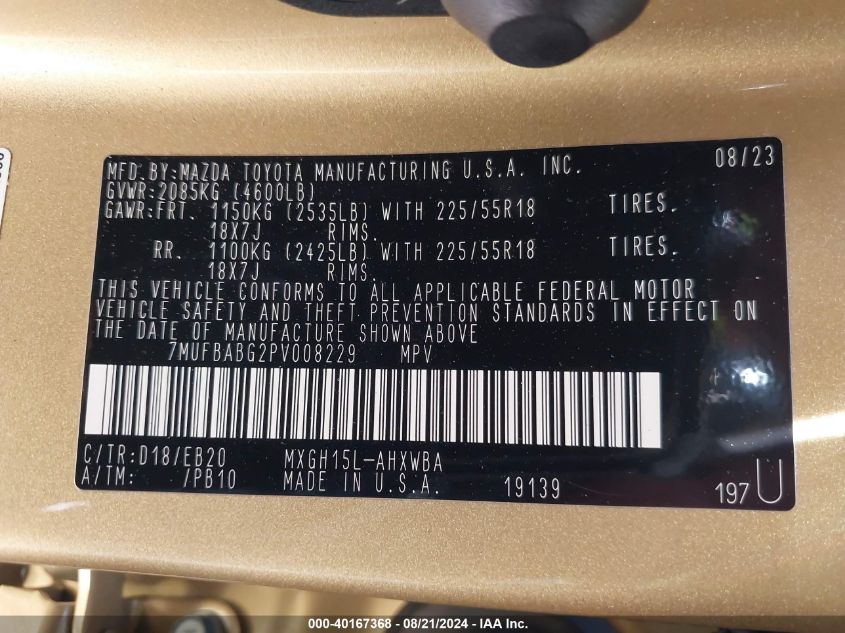 MFD.BY:MAZDA TOYOTA MANUFACTURING U.S.A. INC. 08/23
GVWR:2085KG (4600LB)
GAWR:FRT. 1150KG (2535LB) WITH 225/55R18 TIRES.
18X7J RIMS.
RR. 1100KG (2425LB) WITH 225/55R18 TIRES.
18X7J RIMS.
THIS VEHICLE CONFORMS TO ALL APPLICABLE FEDERAL MOTOR
VEHICLE SAFETY AND THEFT PREVENTION STANDARDS IN EFFECT ON
THE DATE OF MANUFACTURE SHOWN ABOVE
7MUFBABG2PV008229 MPV
C/TR:D18/EB20 MXGH15L-AHXWBA
A/TM: /PB10 MADE IN U.S.A. 19139 197 U
000-40167368 - 08/21/2024 - IAA Inc.